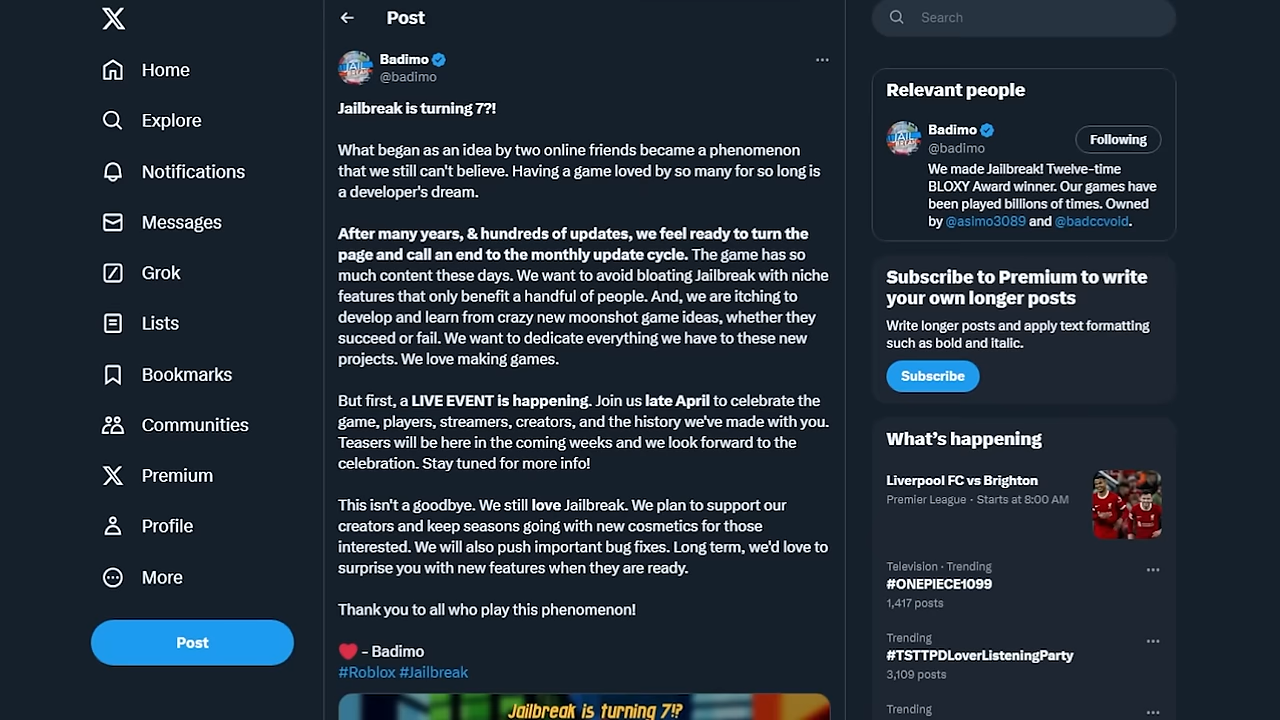 Home
Explore
Notifications
Messages
Grok
Lists
Bookmarks
Communities
Premium
Profile
More
Post
Post
Badimo
@badimo
Jailbreak is turning 7?!
What began as an idea by two online friends became a phenomenon
that we still can't believe. Having a game loved by so many for so long is
a developer's dream.
After many years, & hundreds of updates, we feel ready to turn the
page and call an end to the monthly update cycle. The game has so
much content these days. We want to avoid bloating Jailbreak with niche
features that only benefit a handful of people. And, we are itching to
develop and learn from crazy new moonshot game ideas, whether they
succeed or fail. We want to dedicate everything we have to these new
projects. We love making games.
But first, a LIVE EVENT is happening. Join us late April to celebrate the
game, players, streamers, creators, and the history we've made with you.
Teasers will be here in the coming weeks and we look forward to the
celebration. Stay tuned for more info!
This isn't a goodbye. We still love Jailbreak. We plan to support our
creators and keep seasons going with new cosmetics for those
interested. We will also push important bug fixes. Long term, we'd love to
surprise you with new features when they are ready.
Thank you to all who play this phenomenon!
❤️ - Badimo
#Roblox #Jailbreak
Jailbreak is turning 7!?
Search
Relevant people
Badimo
@badimo
Following
We made Jailbreak! Twelve-time
BLOXY Award winner. Our games have
been played billions of times. Owned
by @asimo3089 and @badccvoid.
Subscribe to Premium to write
your own longer posts
Write longer posts and apply text formatting
such as bold and italic.
Subscribe
What's happening
Liverpool FC vs Brighton
Premier League · Starts at 8:00 AM
Television · Trending
#ONEPIECE1099
1,417 posts
Trending
#TSTTPDLoverListeningParty
3,109 posts
Trending